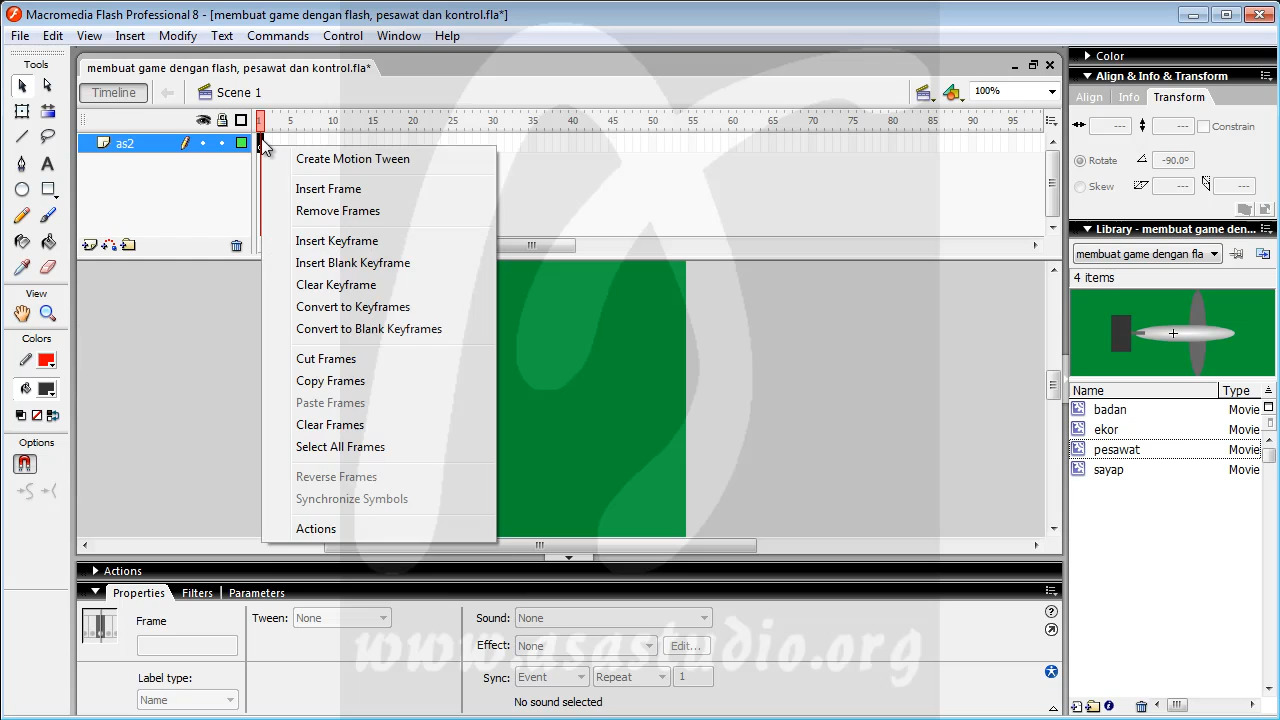 Macromedia Flash Professional 8 - [membuat game dengan flash, pesawat dan kontrol.fla*]
File Edit View Insert Modify Text Commands Control Window Help
Tools
View
Colors
Options
membuat game dengan flash, pesawat dan kontrol.fla*
Timeline Scene 1 100%
1 5 10 15 20 25 30 35 40 45 50 55 60 65 70 75 80 85 90 95
as2
Create Motion Tween
Insert Frame
Remove Frames
Insert Keyframe
Insert Blank Keyframe
Clear Keyframe
Convert to Keyframes
Convert to Blank Keyframes
Cut Frames
Copy Frames
Paste Frames
Clear Frames
Select All Frames
Reverse Frames
Synchronize Symbols
Actions
Actions
Properties Filters Parameters
Frame Tween: None Sound: None
Effect: None Edit...
Label type: Sync: Event Repeat 1
Name No sound selected
www.asastudio.org
Color
Align & Info & Transform
Align Info Transform
Constrain
Rotate -90.0°
Skew
Library - membuat game den...
membuat game dengan fla
4 items
Name Type
badan Movie
ekor Movie
pesawat Movie
sayap Movie